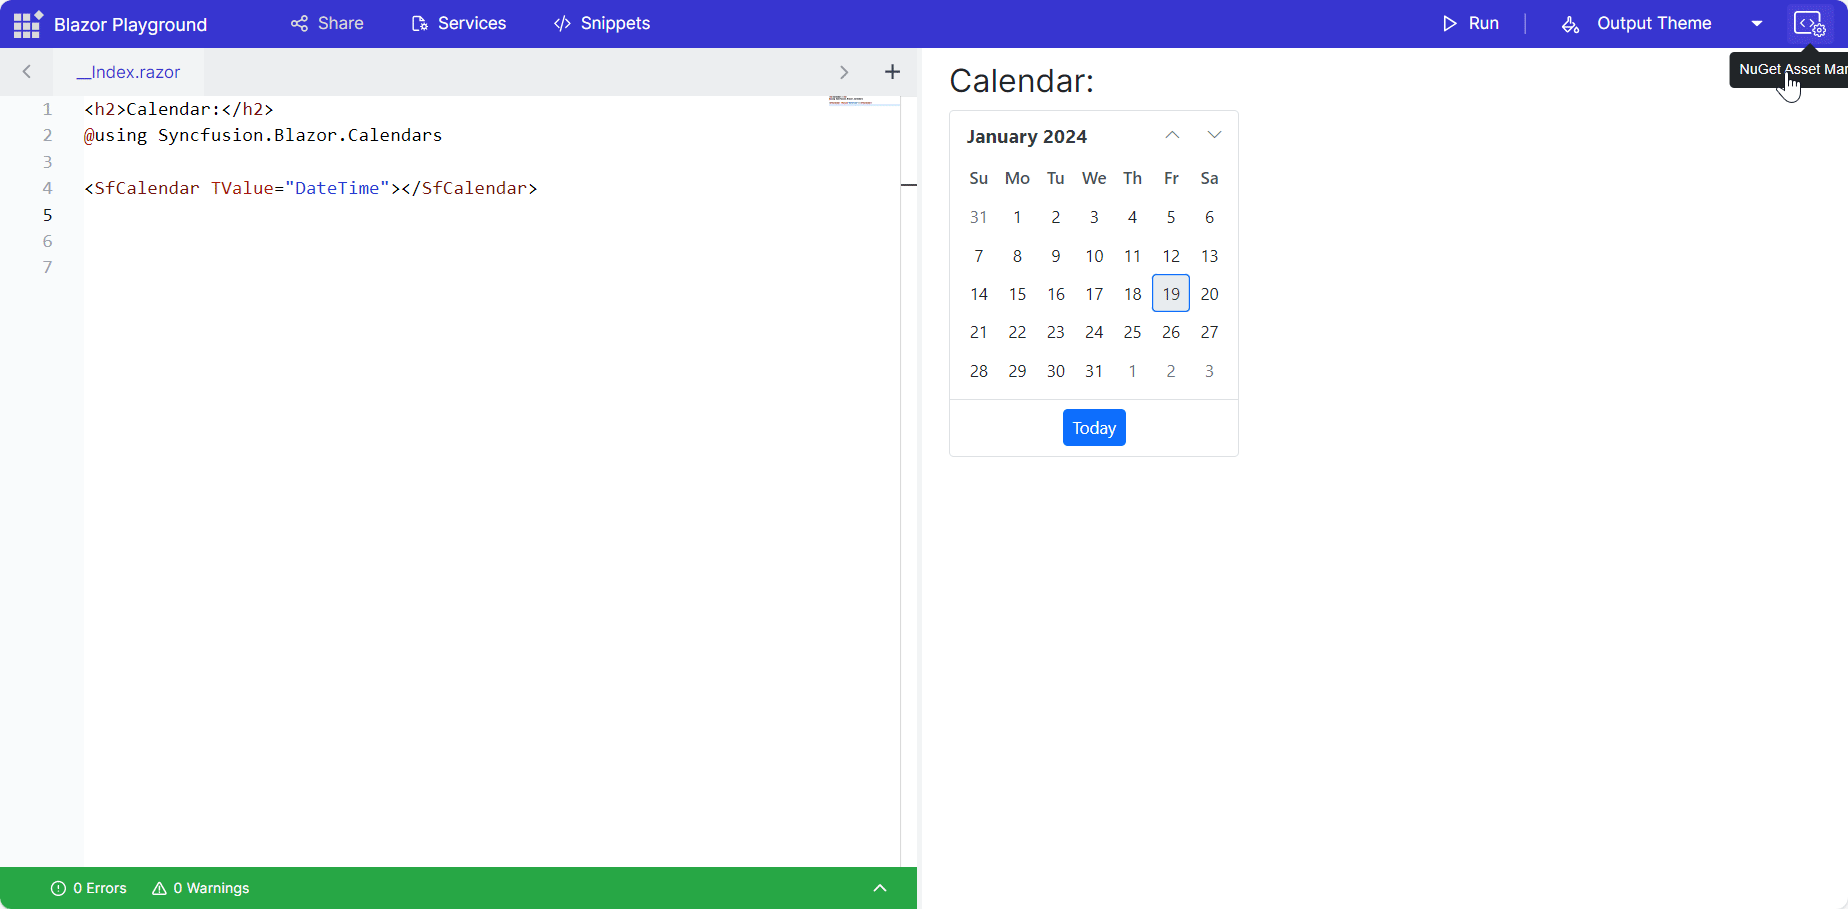 Blazor Playground Share Services Snippets Run Output Theme
__Index.razor
NuGet Asset Mar
1 <h2>Calendar:</h2>
2 @using Syncfusion.Blazor.Calendars
3
4 <SfCalendar TValue="DateTime"></SfCalendar>
5
6
7
0 Errors 0 Warnings
Calendar:
January 2024
Su Mo Tu We Th Fr Sa
31 1 2 3 4 5 6
7 8 9 10 11 12 13
14 15 16 17 18 19 20
21 22 23 24 25 26 27
28 29 30 31 1 2 3
Today